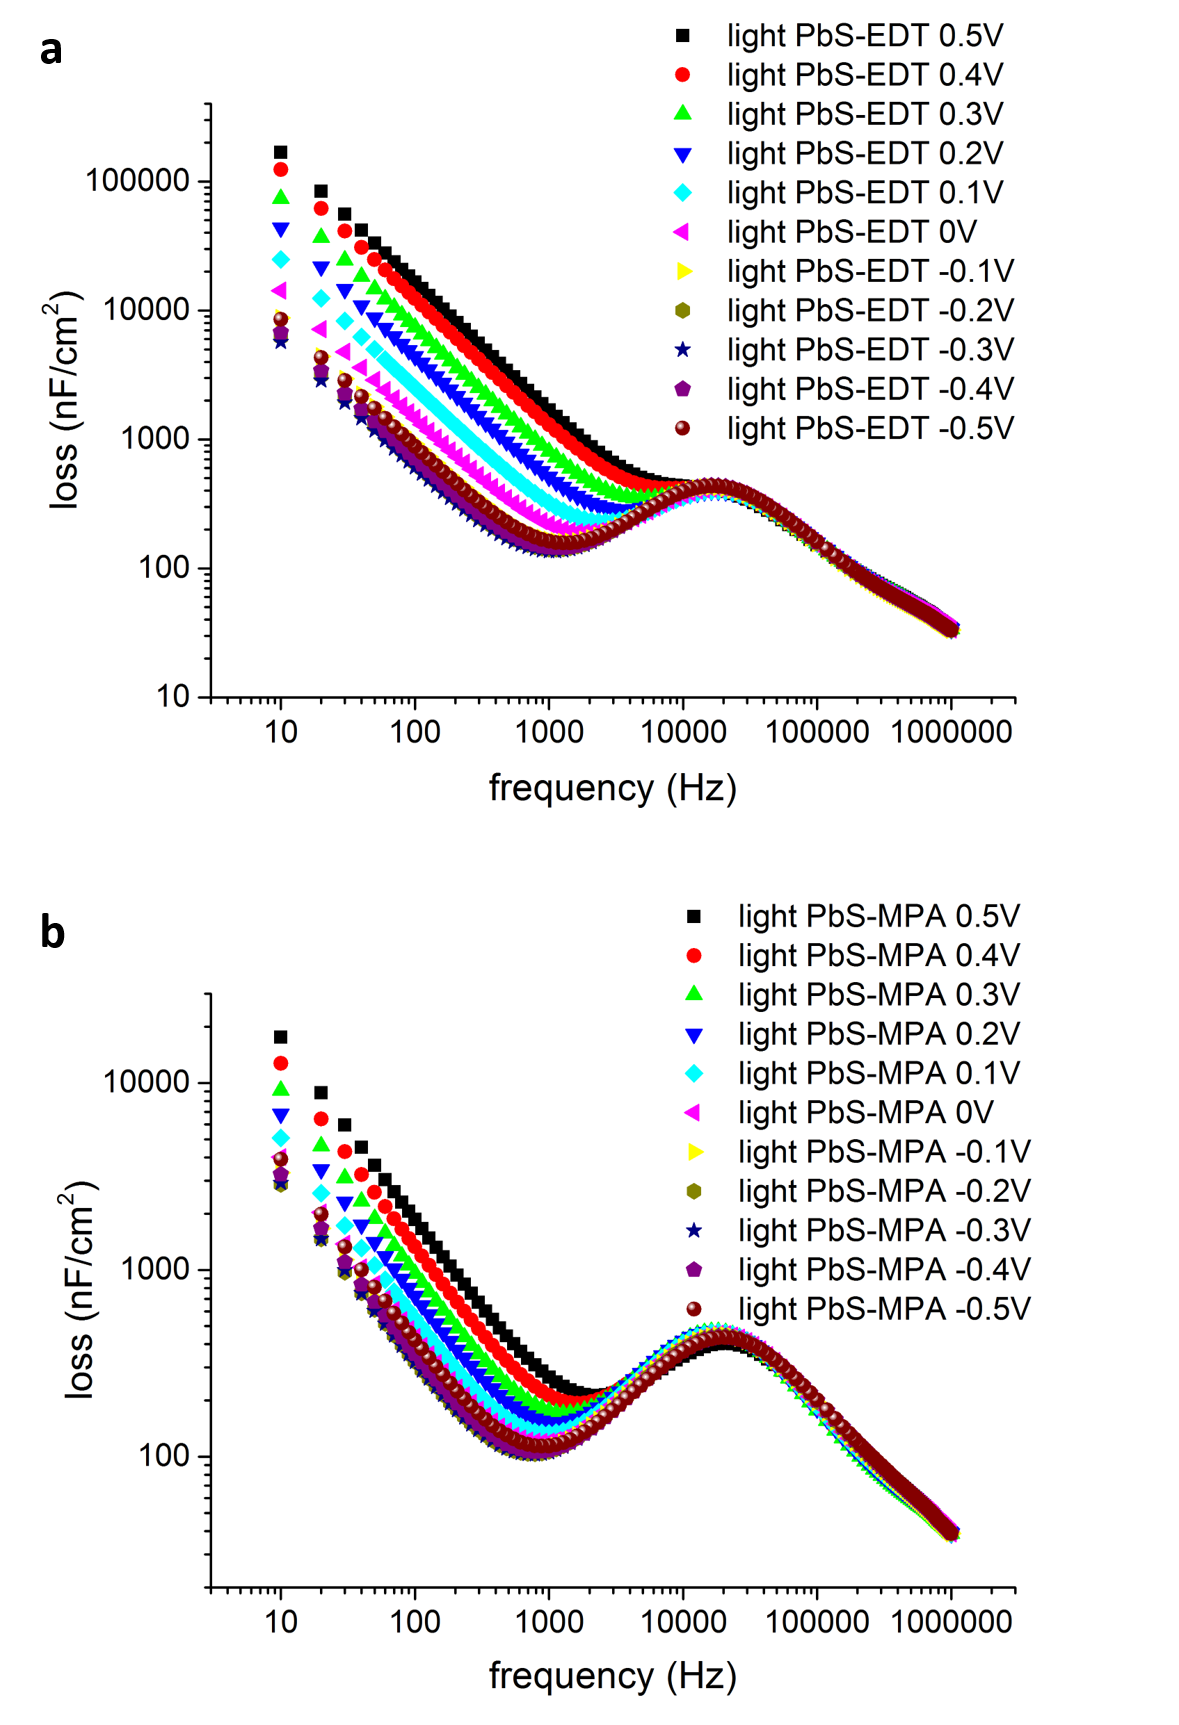 a
light PbS-EDT 0.5V
light PbS-EDT 0.4V
light PbS-EDT 0.3V
light PbS-EDT 0.2V
light PbS-EDT 0.1V
light PbS-EDT 0V
light PbS-EDT -0.1V
light PbS-EDT -0.2V
light PbS-EDT -0.3V
light PbS-EDT -0.4V
light PbS-EDT -0.5V
100000
10000
1000
100
10
loss (nF/cm²)
10 100 1000 10000 100000 1000000
frequency (Hz)
b
light PbS-MPA 0.5V
light PbS-MPA 0.4V
light PbS-MPA 0.3V
light PbS-MPA 0.2V
light PbS-MPA 0.1V
light PbS-MPA 0V
light PbS-MPA -0.1V
light PbS-MPA -0.2V
light PbS-MPA -0.3V
light PbS-MPA -0.4V
light PbS-MPA -0.5V
10000
1000
100
loss (nF/cm²)
10 100 1000 10000 100000 1000000
frequency (Hz)